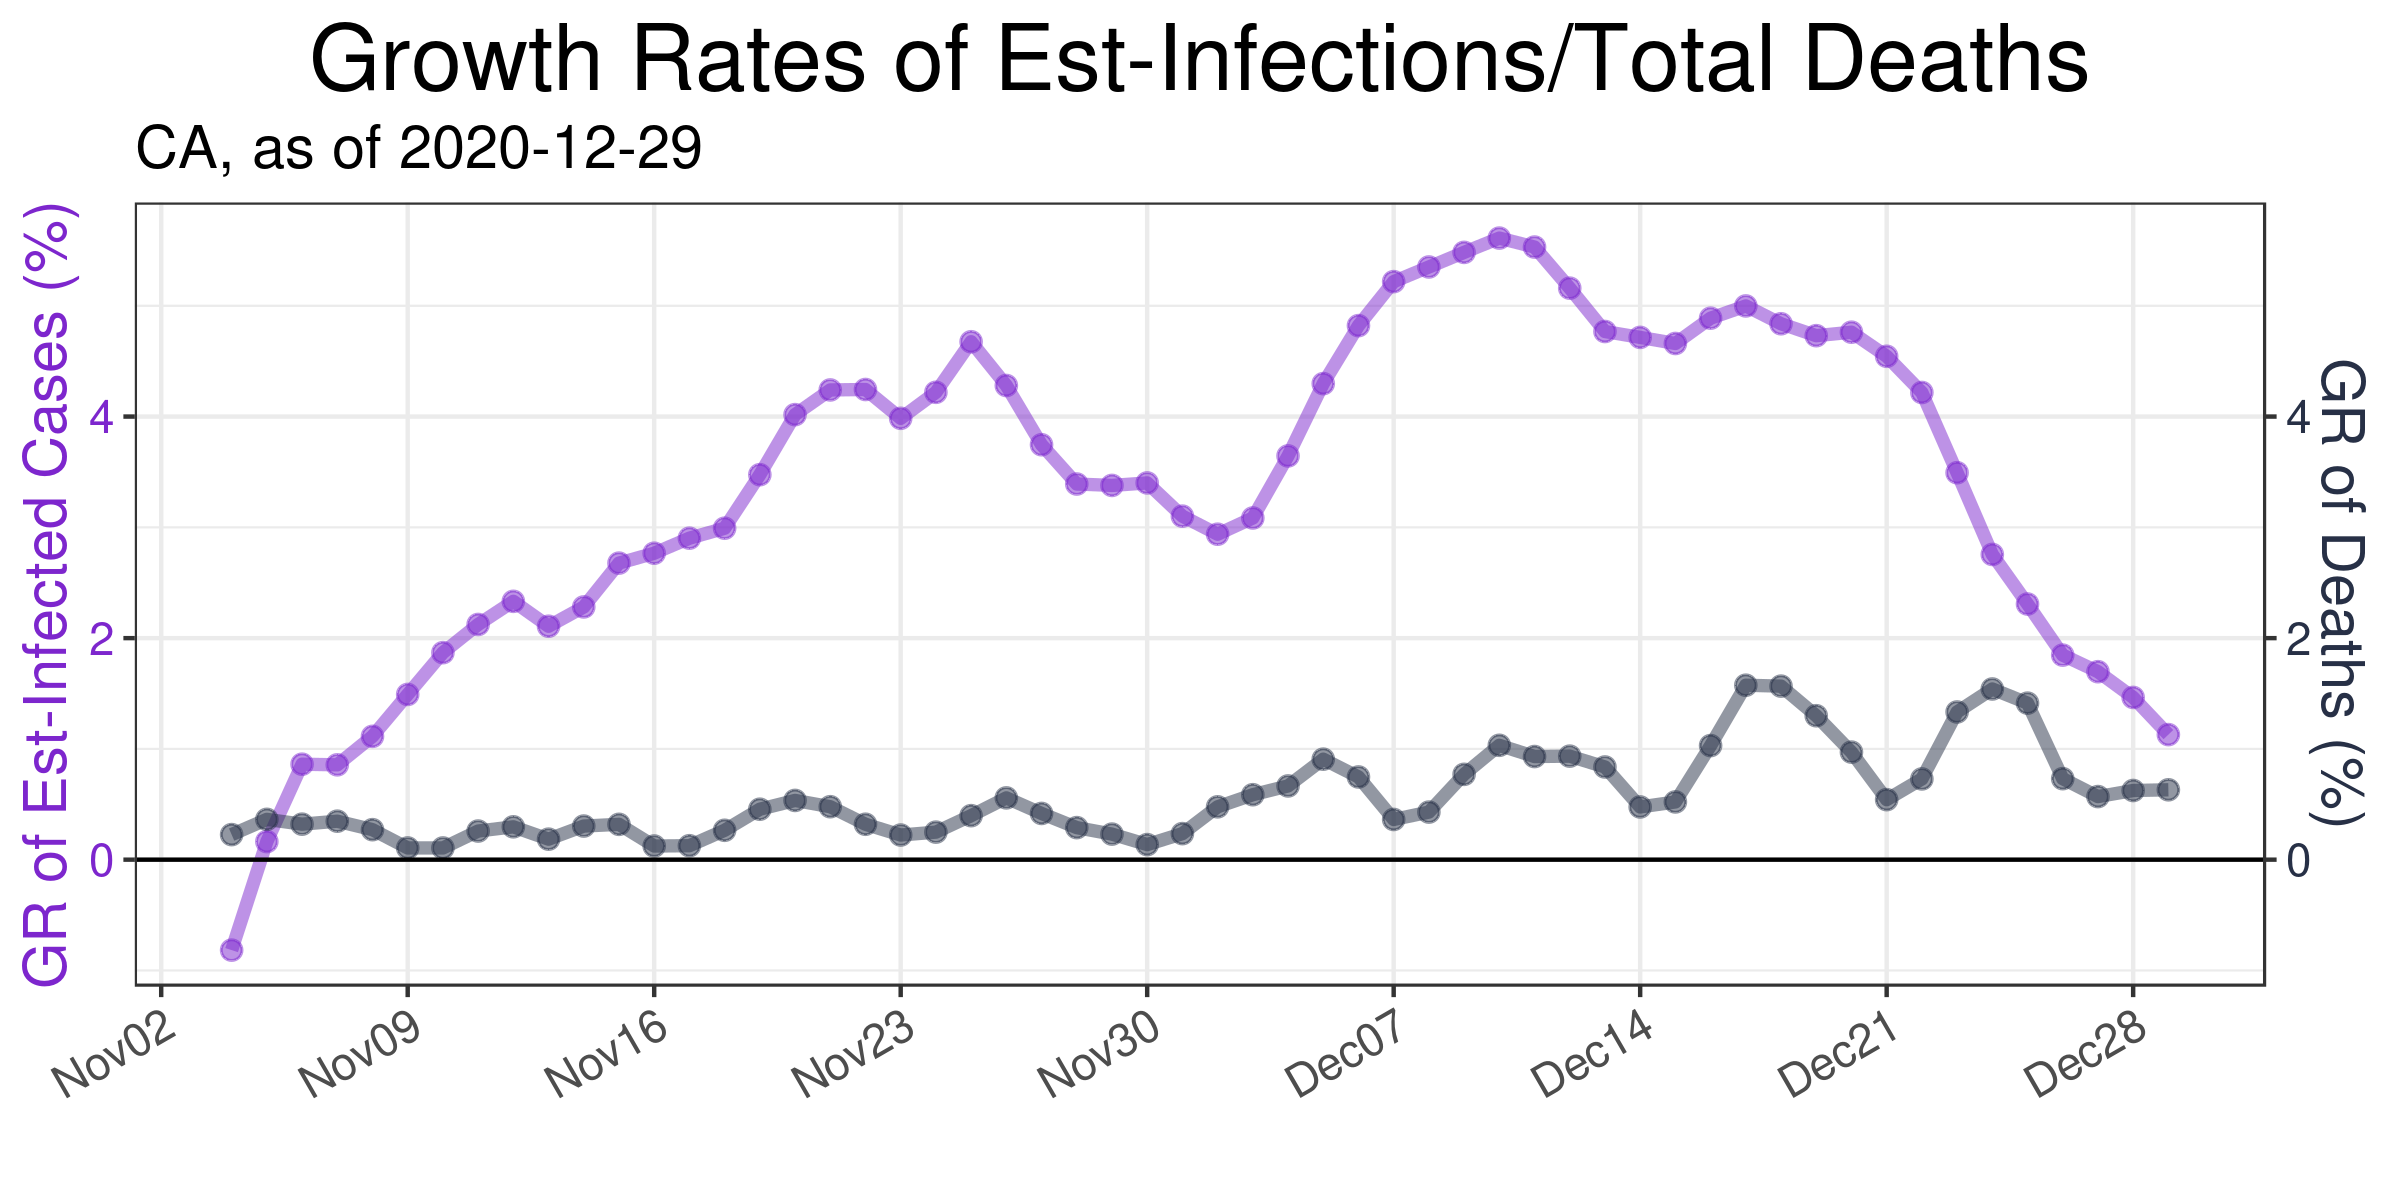 Growth Rates of Est-Infections/Total Deaths
CA, as of 2020-12-29
GR of Est-Infected Cases (%)
4
2
0
4
2
0
GR of Deaths (%)
Nov02
Nov09
Nov16
Nov23
Nov30
Dec07
Dec14
Dec21
Dec28